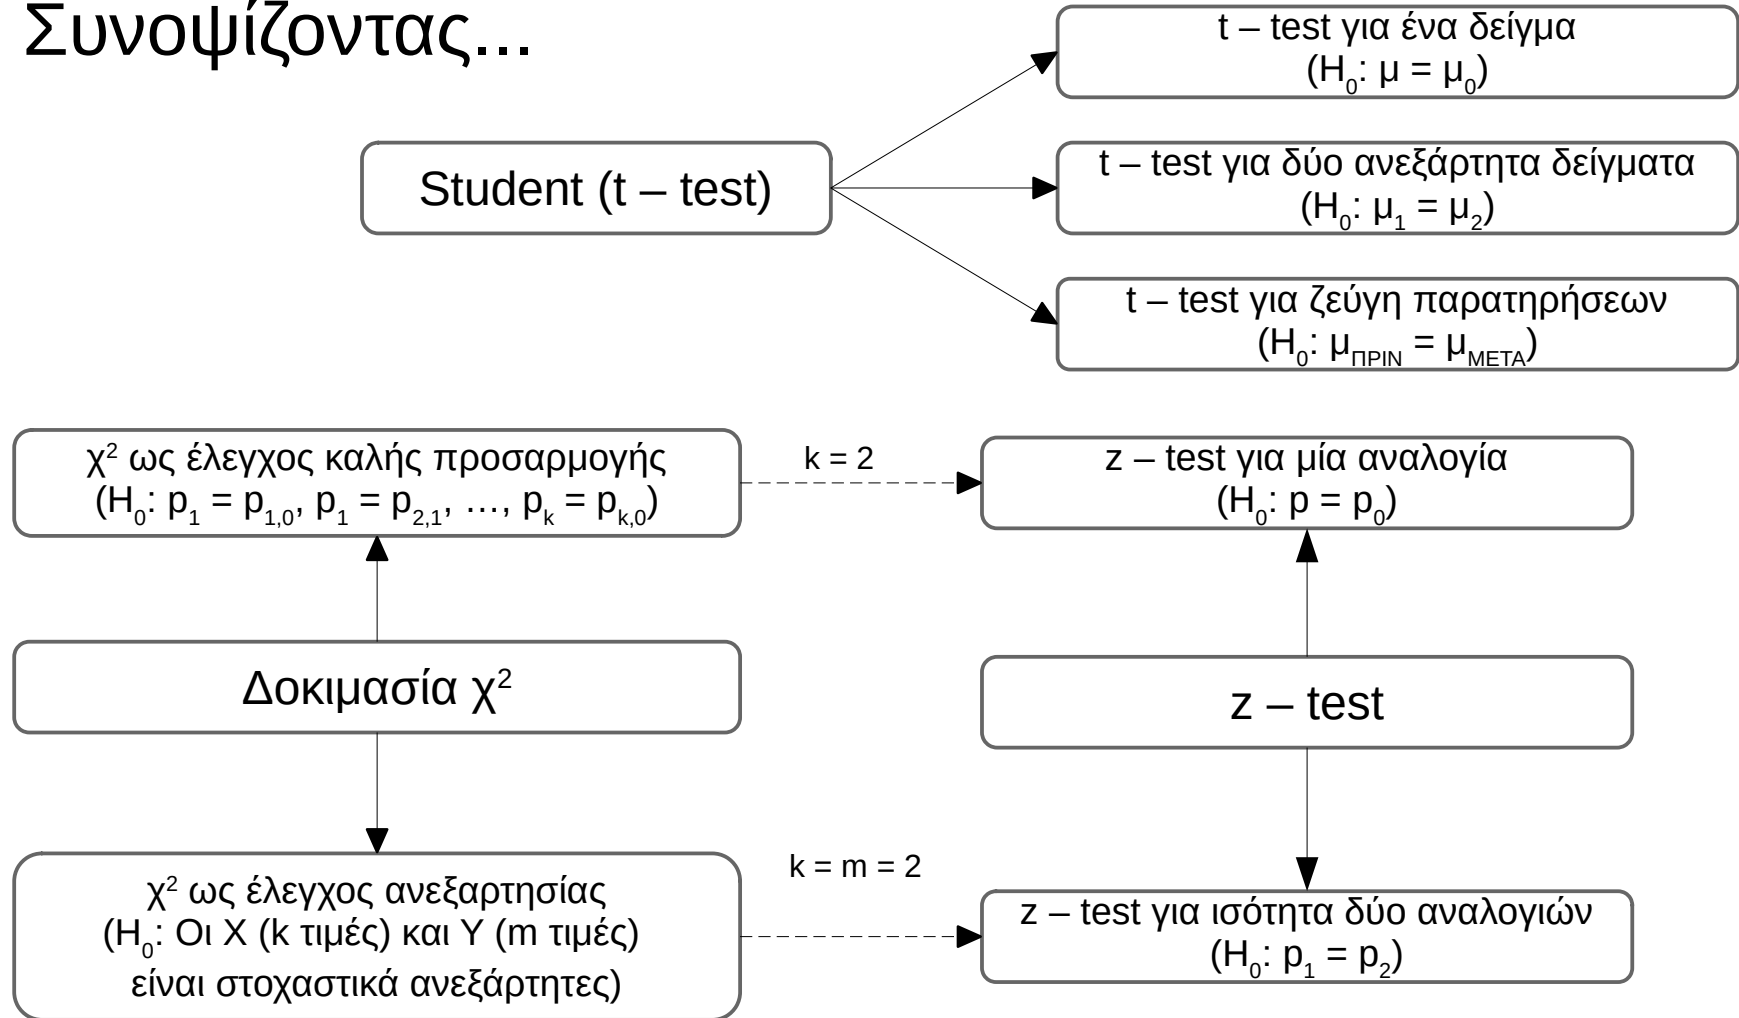 Συνοψίζοντας...
t – test για ένα δείγμα
(H₀: μ = μ₀)
Student (t – test)
t – test για δύο ανεξάρτητα δείγματα
(H₀: μ₁ = μ₂)
t – test για ζεύγη παρατηρήσεων
(H₀: μ_ΠΡΙΝ = μ_ΜΕΤΑ)
χ² ως έλεγχος καλής προσαρμογής
(H₀: p₁ = p₁,₀, p₁ = p₂,₁, …, pₖ = pₖ,₀)
k = 2
z – test για μία αναλογία
(H₀: p = p₀)
Δοκιμασία χ²
z – test
χ² ως έλεγχος ανεξαρτησίας
(H₀: Οι X (k τιμές) και Y (m τιμές)
είναι στοχαστικά ανεξάρτητες)
k = m = 2
z – test για ισότητα δύο αναλογιών
(H₀: p₁ = p₂)